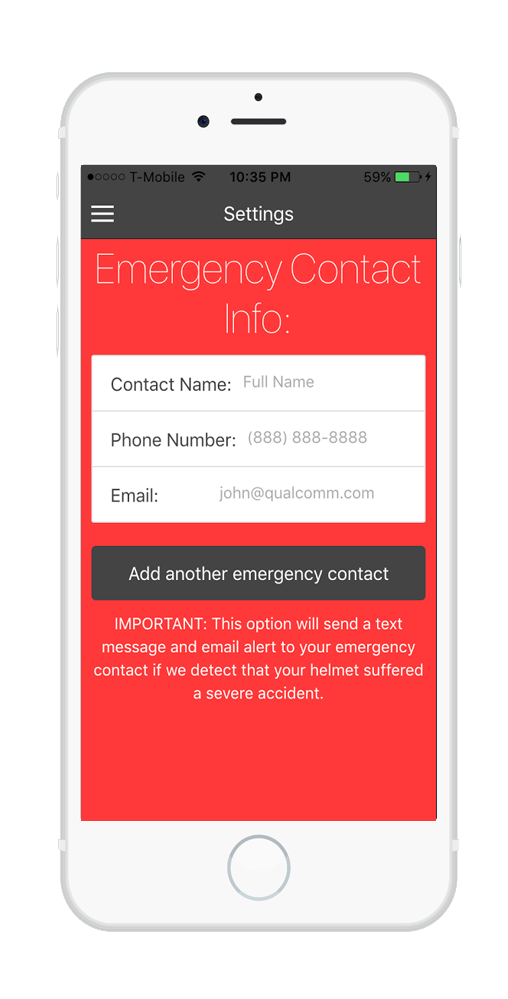 T-Mobile 10:35 PM 59%
Settings
Emergency Contact
Info:
Contact Name: Full Name
Phone Number: (888) 888-8888
Email: john@qualcomm.com
Add another emergency contact
IMPORTANT: This option will send a text
message and email alert to your emergency
contact if we detect that your helmet suffered
a severe accident.